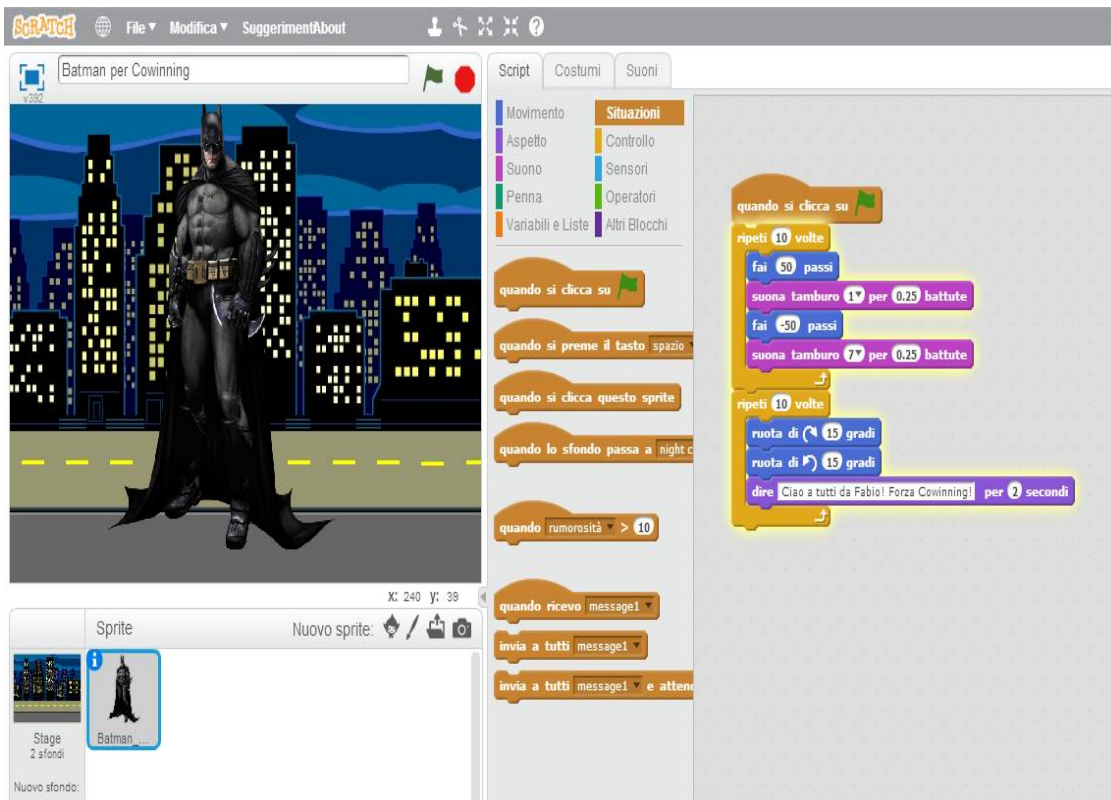 SCRATCH File Modifica Suggerimenti About
Batman per Cowinning
v392
x: 240 y: 39
Sprite Nuovo sprite:
Stage
2 sfondi
Batman_...
Nuovo sfondo:
Script Costumi Suoni
Movimento Situazioni
Aspetto Controllo
Suono Sensori
Penna Operatori
Variabili e Liste Altri Blocchi
quando si clicca su
quando si preme il tasto spazio
quando si clicca questo sprite
quando lo sfondo passa a night c
quando rumorosità > 10
quando ricevo message1
invia a tutti message1
invia a tutti message1 e atten
quando si clicca su
ripeti 10 volte
fai 50 passi
suona tamburo 1 per 0.25 battute
fai -50 passi
suona tamburo 7 per 0.25 battute
ripeti 10 volte
ruota di 15 gradi
ruota di 15 gradi
dire Ciao a tutti da Fabio! Forza Cowinning! per 2 secondi